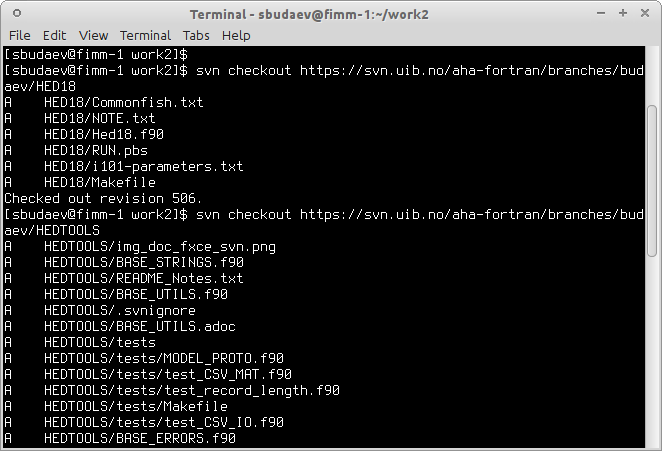 Terminal - sbudaev@fimm-1:~/work2
File Edit View Terminal Tabs Help
[sbudaev@fimm-1 work2]$
[sbudaev@fimm-1 work2]$ svn checkout https://svn.uib.no/aha-fortran/branches/bud
aev/HED18
A    HED18/Commonfish.txt
A    HED18/NOTE.txt
A    HED18/Hed18.f90
A    HED18/RUN.pbs
A    HED18/i101-parameters.txt
A    HED18/Makefile
Checked out revision 506.
[sbudaev@fimm-1 work2]$ svn checkout https://svn.uib.no/aha-fortran/branches/bud
aev/HEDTOOLS
A    HEDTOOLS/img_doc_fxce_svn.png
A    HEDTOOLS/BASE_STRINGS.f90
A    HEDTOOLS/README_Notes.txt
A    HEDTOOLS/BASE_UTILS.f90
A    HEDTOOLS/.svnignore
A    HEDTOOLS/BASE_UTILS.adoc
A    HEDTOOLS/tests
A    HEDTOOLS/tests/MODEL_PROTO.f90
A    HEDTOOLS/tests/test_CSV_MAT.f90
A    HEDTOOLS/tests/test_record_length.f90
A    HEDTOOLS/tests/Makefile
A    HEDTOOLS/tests/test_CSV_IO.f90
A    HEDTOOLS/BASE_ERRORS.f90